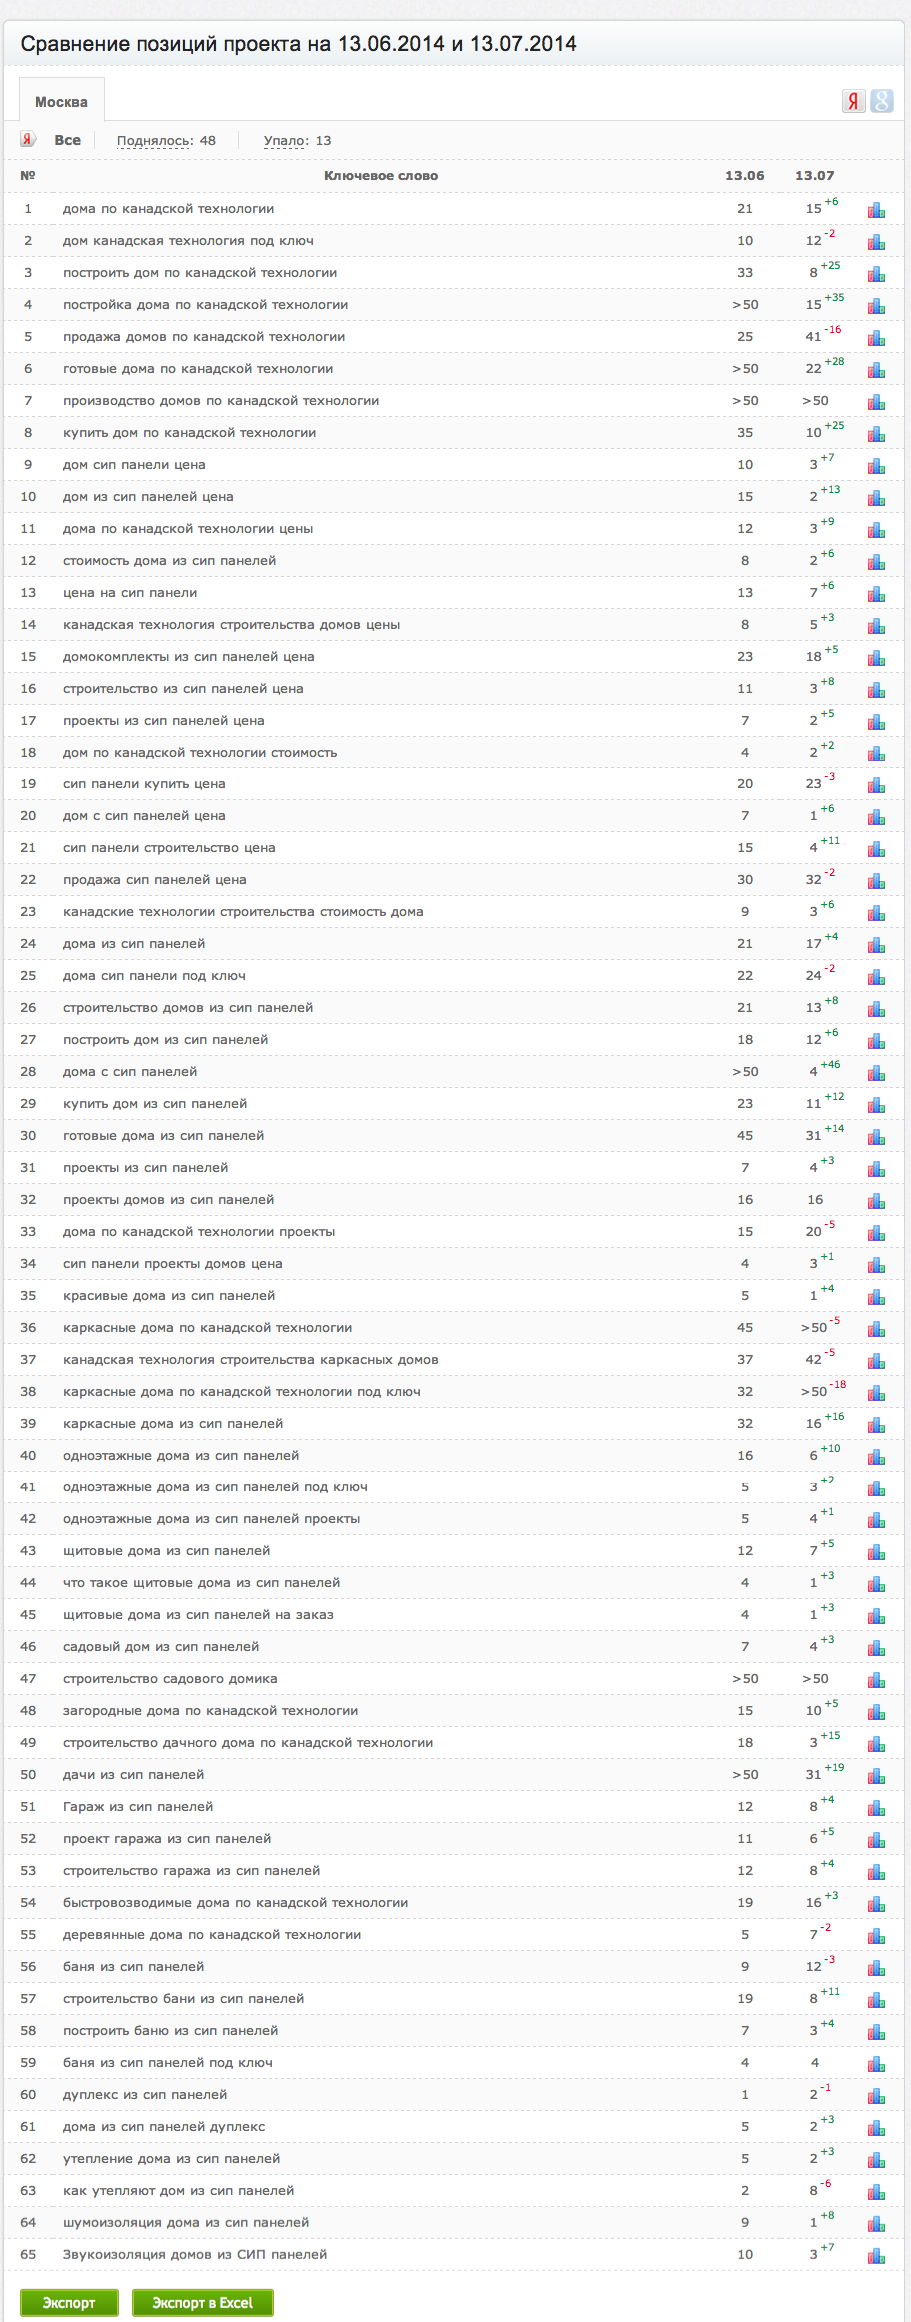 Сравнение позиций проекта на 13.06.2014 и 13.07.2014
Москва Я g
Я Все Поднялось: 48 Упало: 13
№ Ключевое слово 13.06 13.07
1 дома по канадской технологии 21 15 +6
2 дом канадская технология под ключ 10 12 -2
3 построить дом по канадской технологии 33 8 +25
4 постройка дома по канадской технологии >50 15 +35
5 продажа домов по канадской технологии 25 41 -16
6 готовые дома по канадской технологии >50 22 +28
7 производство домов по канадской технологии >50 >50
8 купить дом по канадской технологии 35 10 +25
9 дом сип панели цена 10 3 +7
10 дом из сип панелей цена 15 2 +13
11 дома по канадской технологии цены 12 3 +9
12 стоимость дома из сип панелей 8 2 +6
13 цена на сип панели 13 7 +6
14 канадская технология строительства домов цены 8 5 +3
15 домокомплекты из сип панелей цена 23 18 +5
16 строительство из сип панелей цена 11 3 +8
17 проекты из сип панелей цена 7 2 +5
18 дом по канадской технологии стоимость 4 2 +2
19 сип панели купить цена 20 23 -3
20 дом с сип панелей цена 7 1 +6
21 сип панели строительство цена 15 4 +11
22 продажа сип панелей цена 30 32 -2
23 канадские технологии строительства стоимость дома 9 3 +6
24 дома из сип панелей 21 17 +4
25 дома сип панели под ключ 22 24 -2
26 строительство домов из сип панелей 21 13 +8
27 построить дом из сип панелей 18 12 +6
28 дома с сип панелей >50 4 +46
29 купить дом из сип панелей 23 11 +12
30 готовые дома из сип панелей 45 31 +14
31 проекты из сип панелей 7 4 +3
32 проекты домов из сип панелей 16 16
33 дома по канадской технологии проекты 15 20 -5
34 сип панели проекты домов цена 4 3 +1
35 красивые дома из сип панелей 5 1 +4
36 каркасные дома по канадской технологии 45 >50 -5
37 канадская технология строительства каркасных домов 37 42 -5
38 каркасные дома по канадской технологии под ключ 32 >50 -18
39 каркасные дома из сип панелей 32 16 +16
40 одноэтажные дома из сип панелей 16 6 +10
41 одноэтажные дома из сип панелей под ключ 5 3 +2
42 одноэтажные дома из сип панелей проекты 5 4 +1
43 щитовые дома из сип панелей 12 7 +5
44 что такое щитовые дома из сип панелей 4 1 +3
45 щитовые дома из сип панелей на заказ 4 1 +3
46 садовый дом из сип панелей 7 4 +3
47 строительство садового домика >50 >50
48 загородные дома по канадской технологии 15 10 +5
49 строительство дачного дома по канадской технологии 18 3 +15
50 дачи из сип панелей >50 31 +19
51 Гараж из сип панелей 12 8 +4
52 проект гаража из сип панелей 11 6 +5
53 строительство гаража из сип панелей 12 8 +4
54 быстровозводимые дома по канадской технологии 19 16 +3
55 деревянные дома по канадской технологии 5 7 -2
56 баня из сип панелей 9 12 -3
57 строительство бани из сип панелей 19 8 +11
58 построить баню из сип панелей 7 3 +4
59 баня из сип панелей под ключ 4 4
60 дуплекс из сип панелей 1 2 -1
61 дома из сип панелей дуплекс 5 2 +3
62 утепление дома из сип панелей 5 2 +3
63 как утепляют дом из сип панелей 2 8 -6
64 шумоизоляция дома из сип панелей 9 1 +8
65 Звукоизоляция домов из СИП панелей 10 3 +7
Экспорт Экспорт в Excel